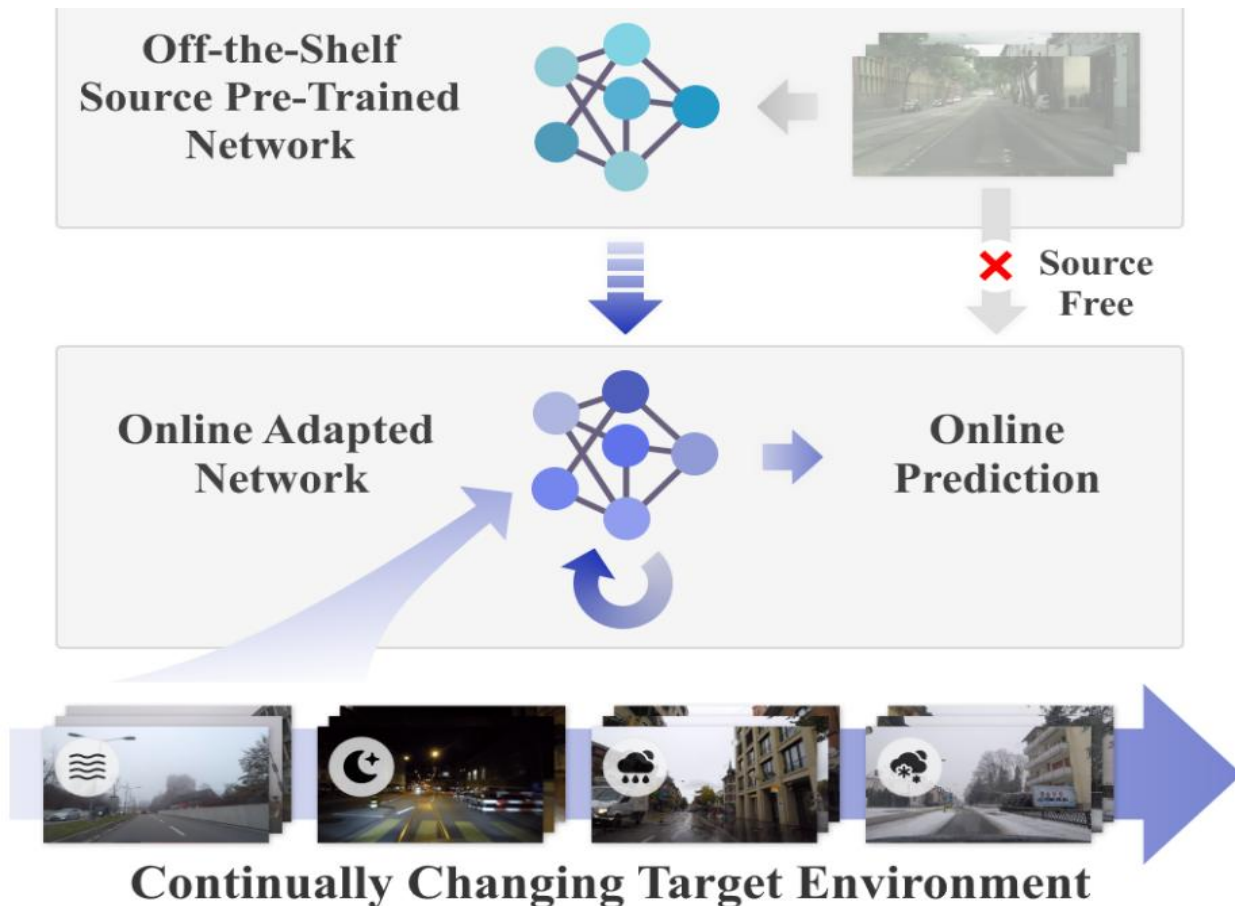 Off-the-Shelf
Source Pre-Trained
Network
Source
Free
Online Adapted
Network
Online
Prediction
Continually Changing Target Environment